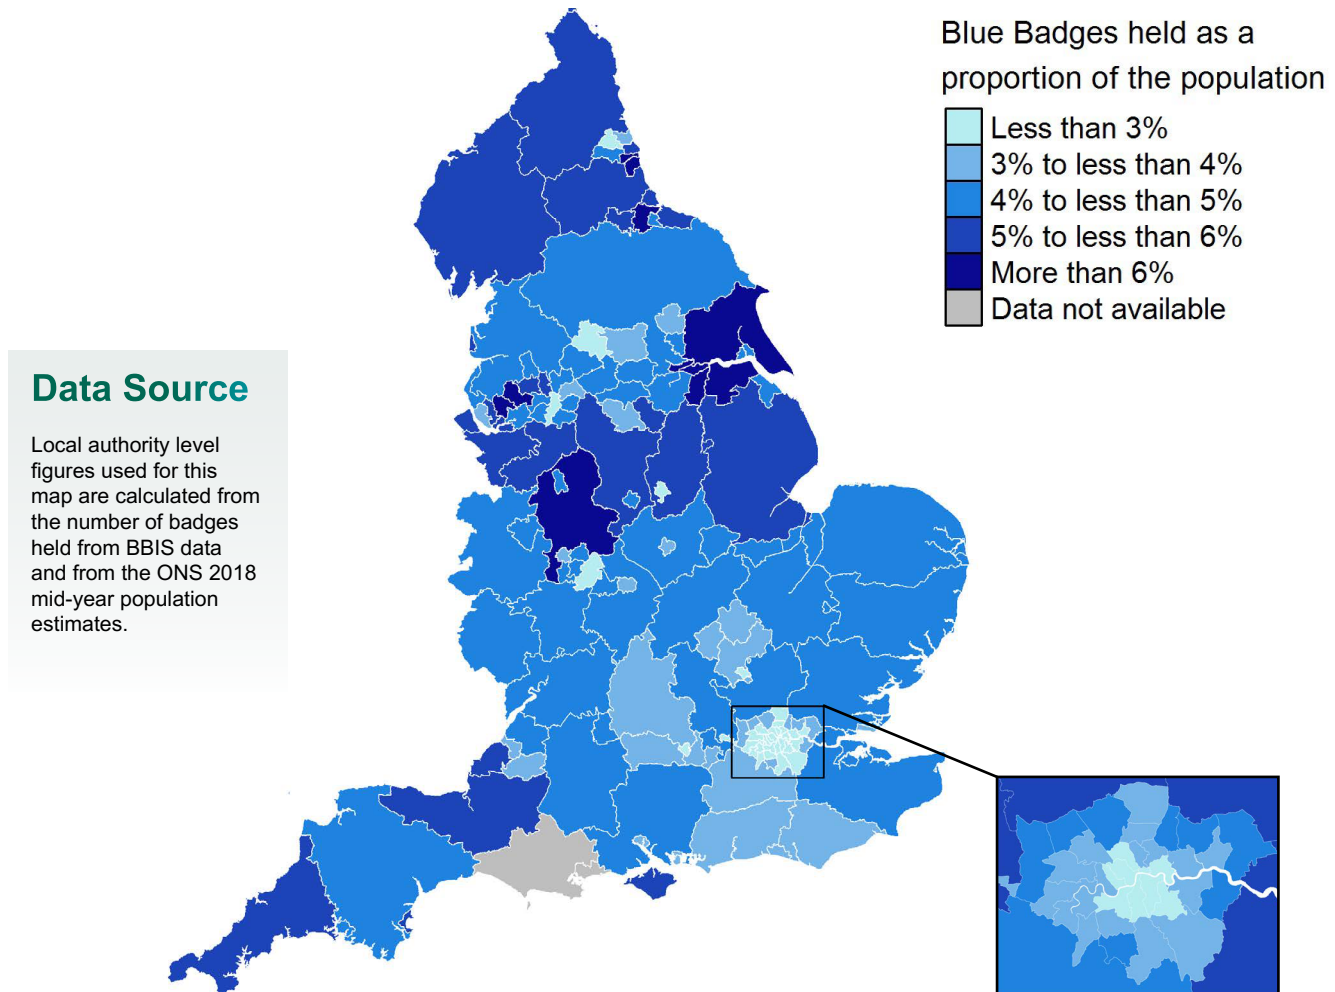 Blue Badges held as a
proportion of the population
Less than 3%
3% to less than 4%
4% to less than 5%
5% to less than 6%
More than 6%
Data not available
Data Source
Local authority level
figures used for this
map are calculated from
the number of badges
held from BBIS data
and from the ONS 2018
mid-year population
estimates.